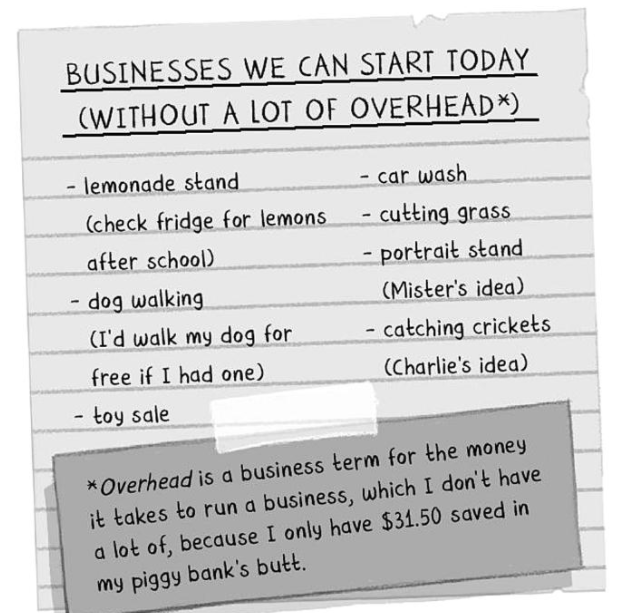 BUSINESSES WE CAN START TODAY
(WITHOUT A LOT OF OVERHEAD*)
- lemonade stand
(check fridge for lemons
after school)
- dog walking
(I'd walk my dog for
free if I had one)
- toy sale
- car wash
- cutting grass
- portrait stand
(Mister's idea)
- catching crickets
(Charlie's idea)
*Overhead is a business term for the money
it takes to run a business, which I don't have
a lot of, because I only have $31.50 saved in
my piggy bank's butt.